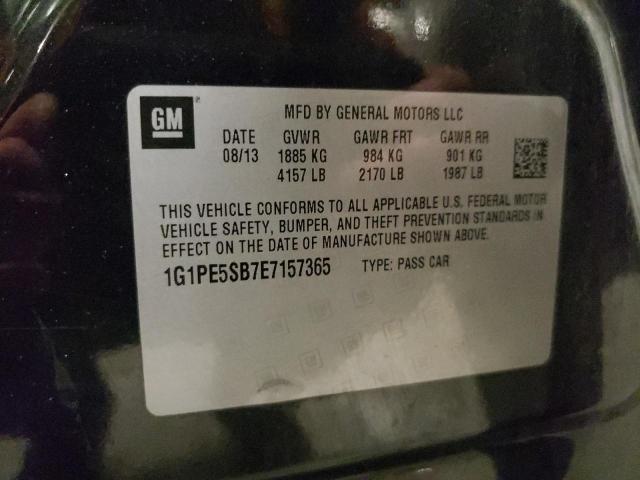 GM
MFD BY GENERAL MOTORS LLC
DATE GVWR GAWR FRT GAWR RR
08/13 1885 KG 984 KG 901 KG
4157 LB 2170 LB 1987 LB
THIS VEHICLE CONFORMS TO ALL APPLICABLE U.S. FEDERAL MOTOR
VEHICLE SAFETY, BUMPER, AND THEFT PREVENTION STANDARDS IN
EFFECT ON THE DATE OF MANUFACTURE SHOWN ABOVE.
1G1PE5SB7E7157365 TYPE: PASS CAR